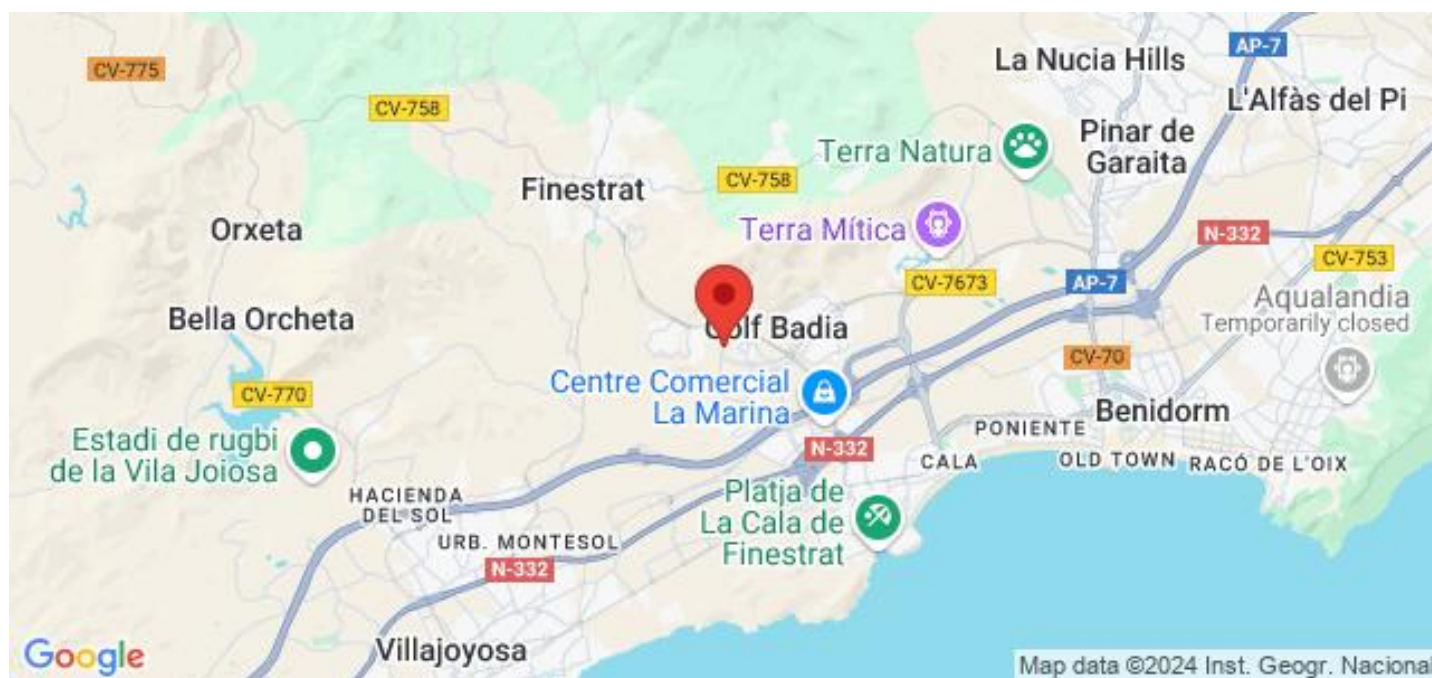 CV-775
CV-758
La Nucia Hills
AP-7
L'Alfàs del Pi
Terra Natura
Pinar de
Garaita
Finestrat
CV-758
Orxeta
Terra Mítica
N-332
CV-753
CV-7673
AP-7
Aqualandia
Temporarily closed
Bella Orcheta
Golf Badia
CV-70
Centre Comercial
La Marina
CV-770
Benidorm
PONIENTE
Estadi de rugbi
de la Vila Joiosa
N-332
CALA
OLD TOWN
RACÓ DE L'OIX
HACIENDA
DEL SOL
Platja de
La Cala de
Finestrat
URB. MONTESOL
N-332
Villajoyosa
Google
Map data ©2024 Inst. Geogr. Nacional